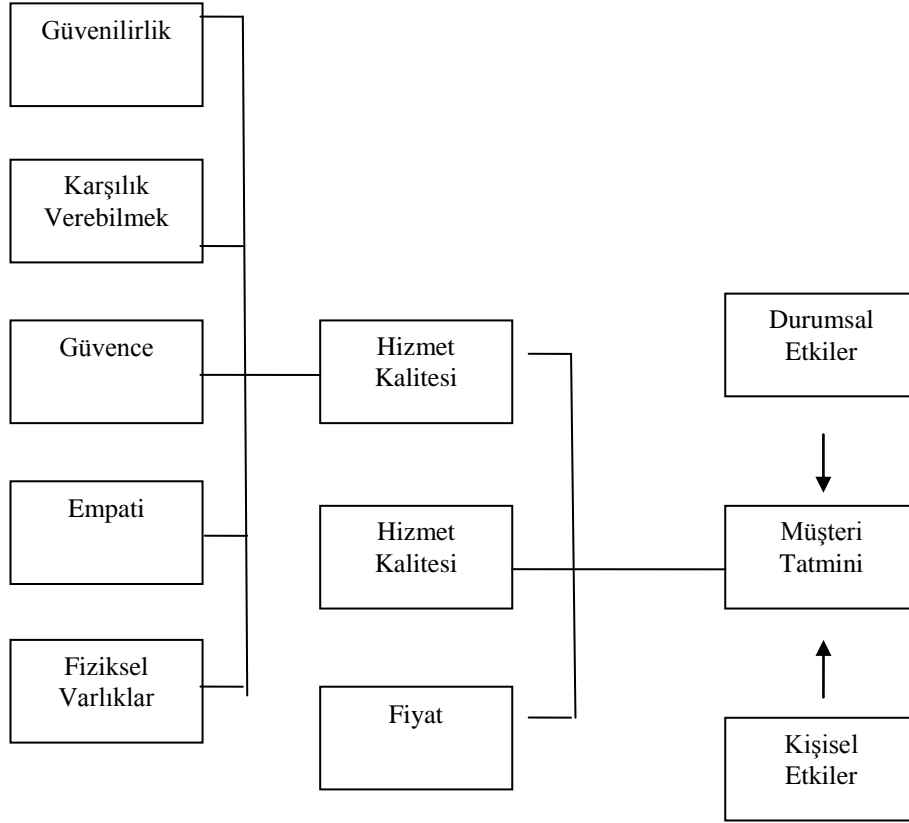 Güvenilirlik
Karşılık
Verebilmek
Güvence
Empati
Fiziksel
Varlıklar
Hizmet
Kalitesi
Hizmet
Kalitesi
Fiyat
Durumsal
Etkiler
Müşteri
Tatmini
Kişisel
Etkiler